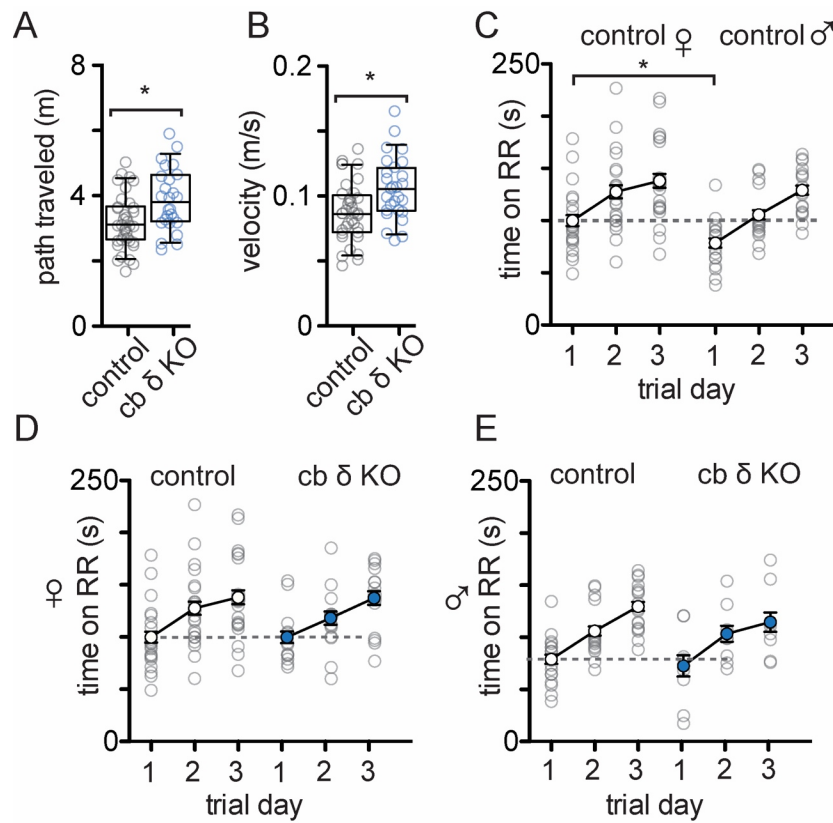 A
path traveled (m)
8
4
0
control
cb δ KO
*
B
velocity (m/s)
0.2
0.1
0
control
cb δ KO
*
C
control ♀
control ♂
*
time on RR (s)
250
0
1 2 3 1 2 3
trial day
D
control
cb δ KO
♀
time on RR (s)
250
0
1 2 3 1 2 3
trial day
E
control
cb δ KO
♂
time on RR (s)
250
0
1 2 3 1 2 3
trial day